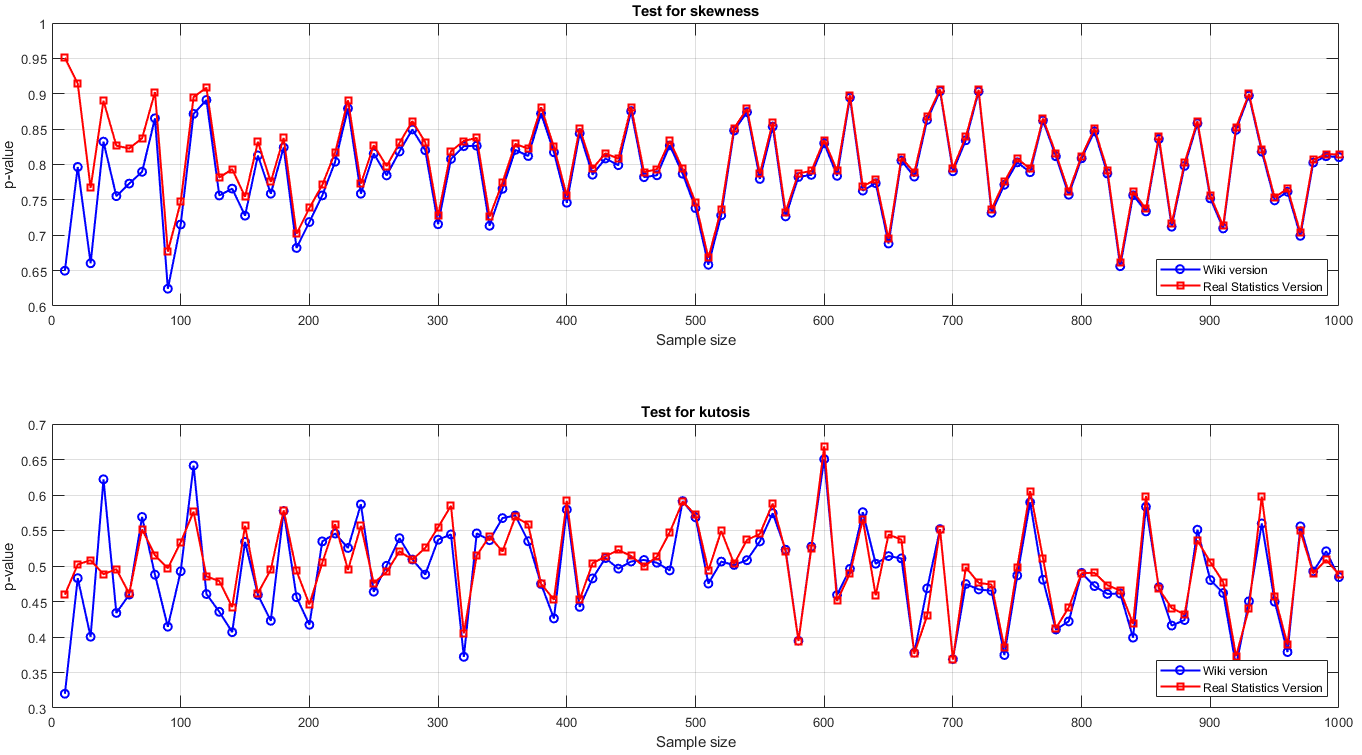 Test for skewness
p-value
1
0.95
0.9
0.85
0.8
0.75
0.7
0.65
0.6
0 100 200 300 400 500 600 700 800 900 1000
Sample size
Wiki version
Real Statistics Version
Test for kutosis
p-value
0.7
0.65
0.6
0.55
0.5
0.45
0.4
0.35
0.3
0 100 200 300 400 500 600 700 800 900 1000
Sample size
Wiki version
Real Statistics Version